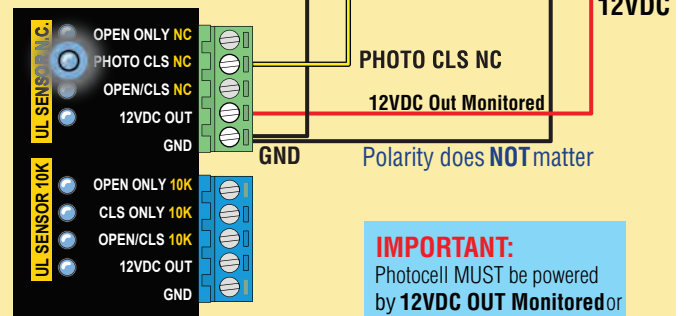 12VDC
UL SENSOR N.C.
OPEN ONLY NC
PHOTO CLS NC
OPEN/CLS NC
12VDC OUT
GND
PHOTO CLS NC
12VDC Out Monitored
GND
Polarity does NOT matter
UL SENSOR 10K
OPEN ONLY 10K
CLS ONLY 10K
OPEN/CLS 10K
12VDC OUT
GND
IMPORTANT:
Photocell MUST be powered
by 12VDC OUT Monitored or